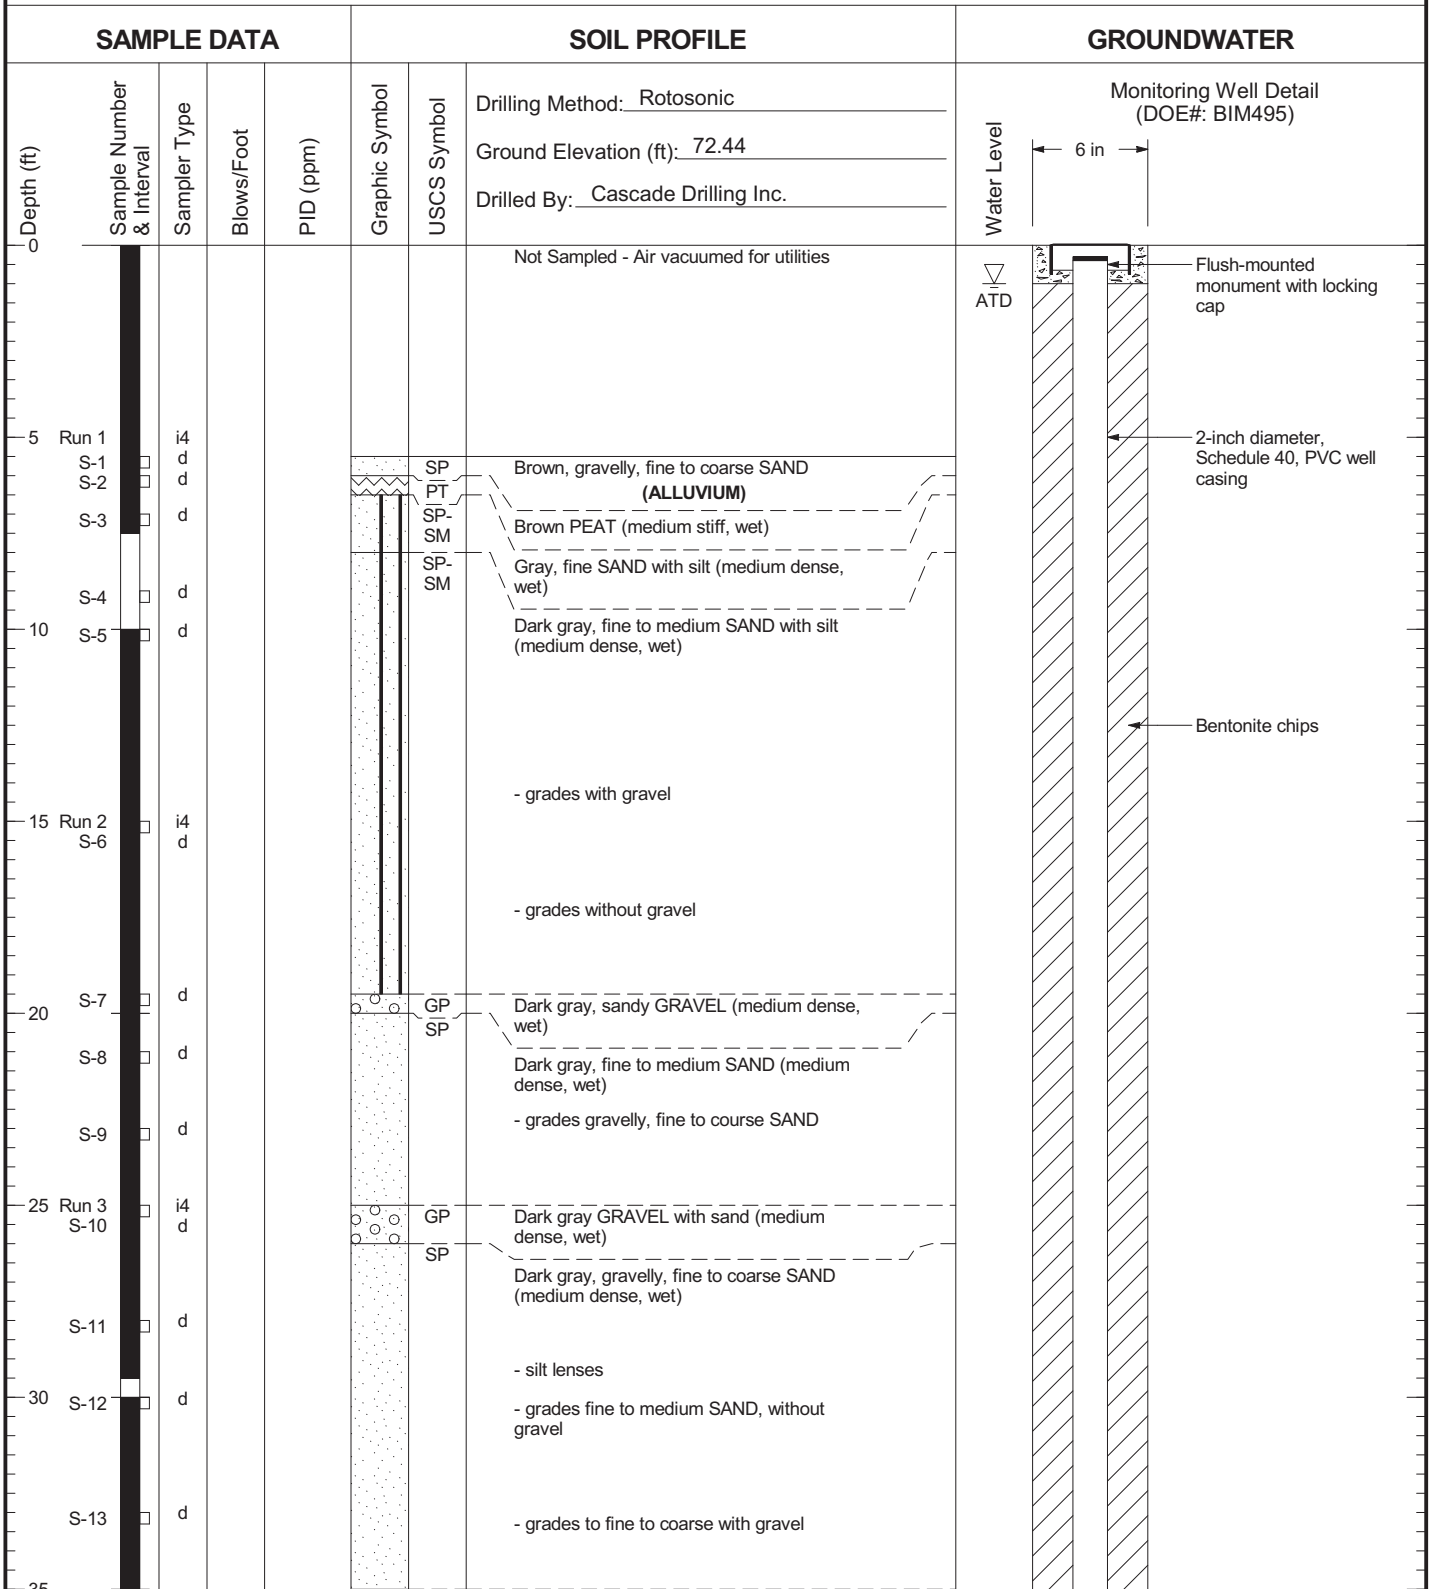 SAMPLE DATA
SOIL PROFILE
GROUNDWATER
Depth (ft)
Sample Number
& Interval
Sampler Type
Blows/Foot
PID (ppm)
Graphic Symbol
USCS Symbol
Drilling Method: Rotosonic
Ground Elevation (ft): 72.44
Drilled By: Cascade Drilling Inc.
Water Level
Monitoring Well Detail
(DOE#: BIM495)
6 in
0
Not Sampled - Air vacuumed for utilities
ATD
Flush-mounted
monument with locking
cap
5 Run 1 i4
S-1 d
S-2 d
S-3 d
SP
PT
SP-
SM
SP-
SM
Brown, gravelly, fine to coarse SAND
(ALLUVIUM)
Brown PEAT (medium stiff, wet)
Gray, fine SAND with silt (medium dense,
wet)
2-inch diameter,
Schedule 40, PVC well
casing
S-4 d
10 S-5 d
Dark gray, fine to medium SAND with silt
(medium dense, wet)
Bentonite chips
- grades with gravel
15 Run 2 i4
S-6 d
- grades without gravel
S-7 d
GP
Dark gray, sandy GRAVEL (medium dense,
wet)
20
SP
S-8 d
Dark gray, fine to medium SAND (medium
dense, wet)
- grades gravelly, fine to course SAND
S-9 d
25 Run 3 i4
S-10 d
GP
Dark gray GRAVEL with sand (medium
dense, wet)
SP
Dark gray, gravelly, fine to coarse SAND
(medium dense, wet)
S-11 d
- silt lenses
30 S-12 d
- grades fine to medium SAND, without
gravel
S-13 d
- grades to fine to coarse with gravel
35